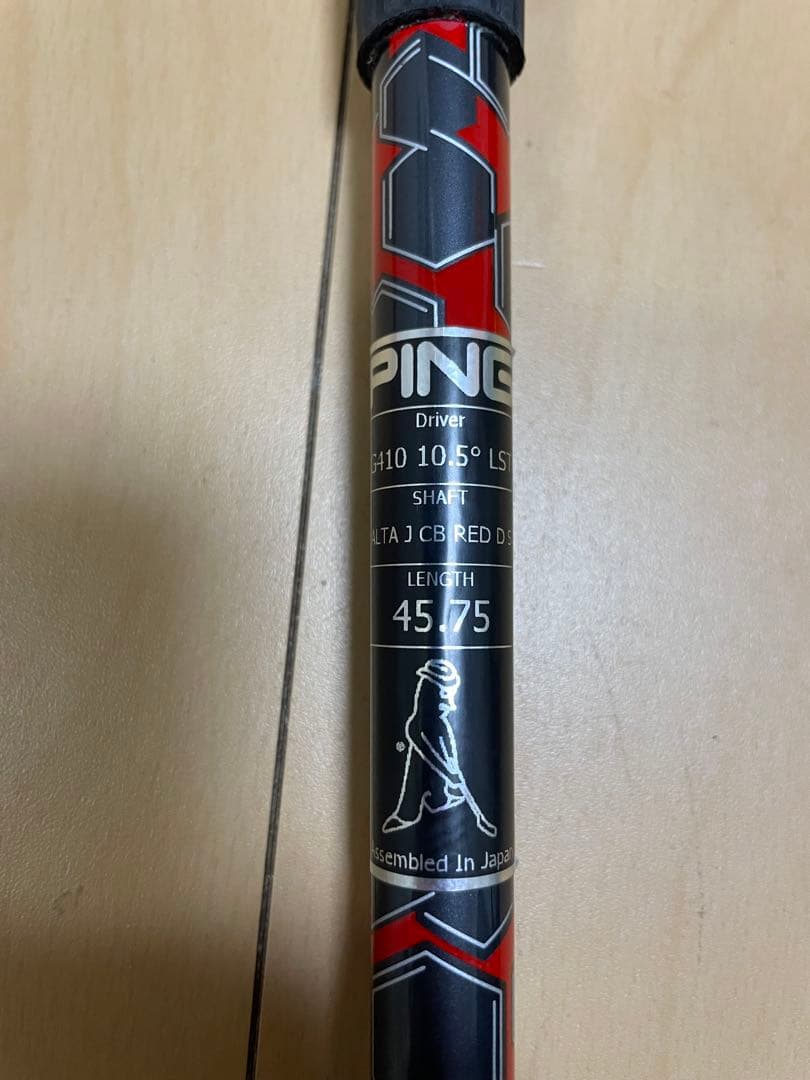 PING
Driver
G410 10.5° LST
SHAFT
ALTA J CB RED D S
LENGTH
45.75
®
Assembled In Japan